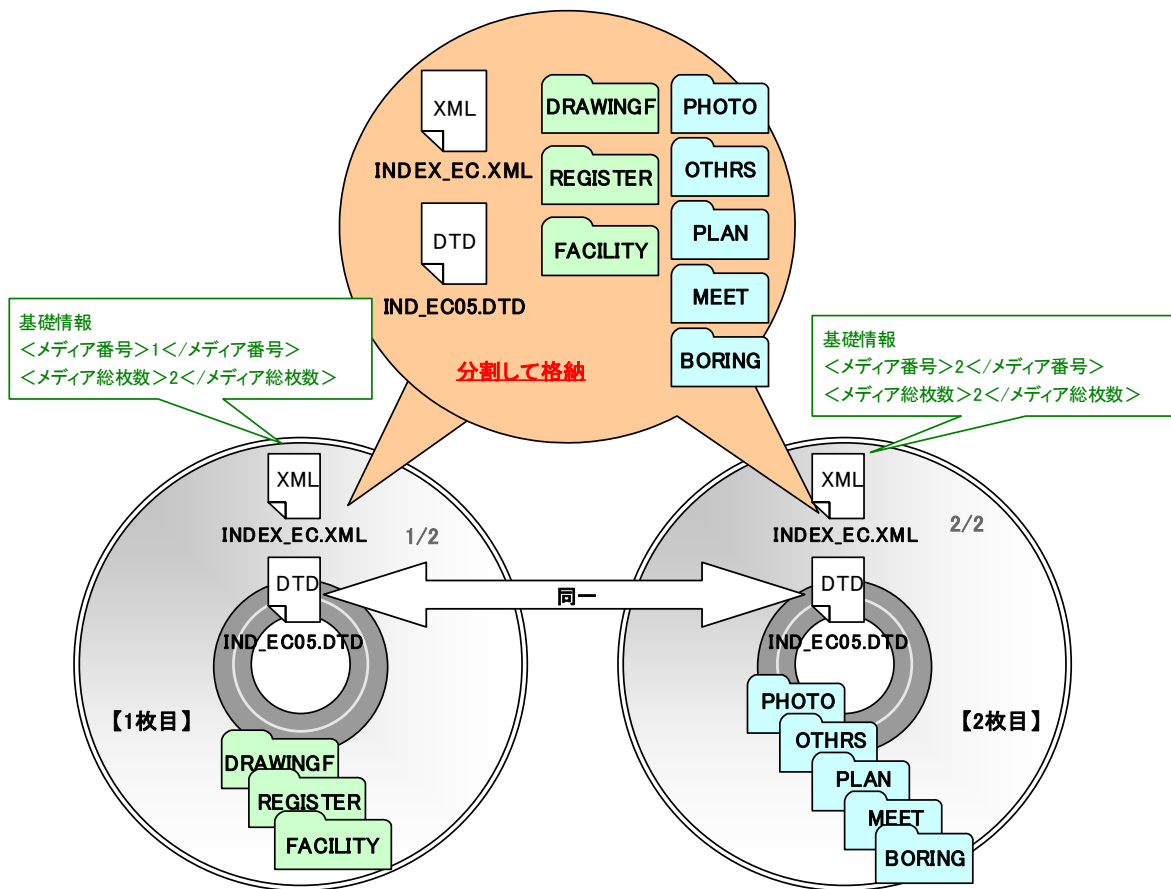 XML
INDEX_EC.XML
DTD
IND_EC05.DTD
DRAWINGF
REGISTER
FACILITY
PHOTO
OTHRS
PLAN
MEET
BORING
分割して格納
基礎情報
<メディア番号>1</メディア番号>
<メディア総枚数>2</メディア総枚数>
基礎情報
<メディア番号>2</メディア番号>
<メディア総枚数>2</メディア総枚数>
XML
INDEX_EC.XML
1/2
DTD
IND_EC05.DTD
【1枚目】
DRAWINGF
REGISTER
FACILITY
同一
XML
INDEX_EC.XML
2/2
DTD
IND_EC05.DTD
【2枚目】
PHOTO
OTHRS
PLAN
MEET
BORING